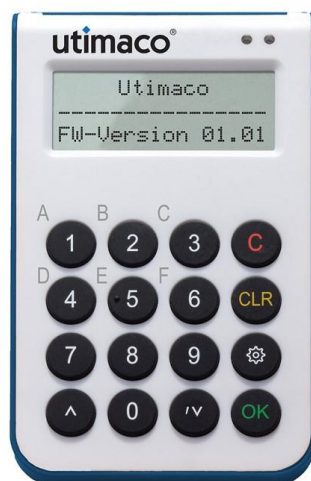 utimaco®
Utimaco
----------------
FW-Version 01.01
A B C
1 2 3 C
D E F
4 5 6 CLR
7 8 9
0
OK